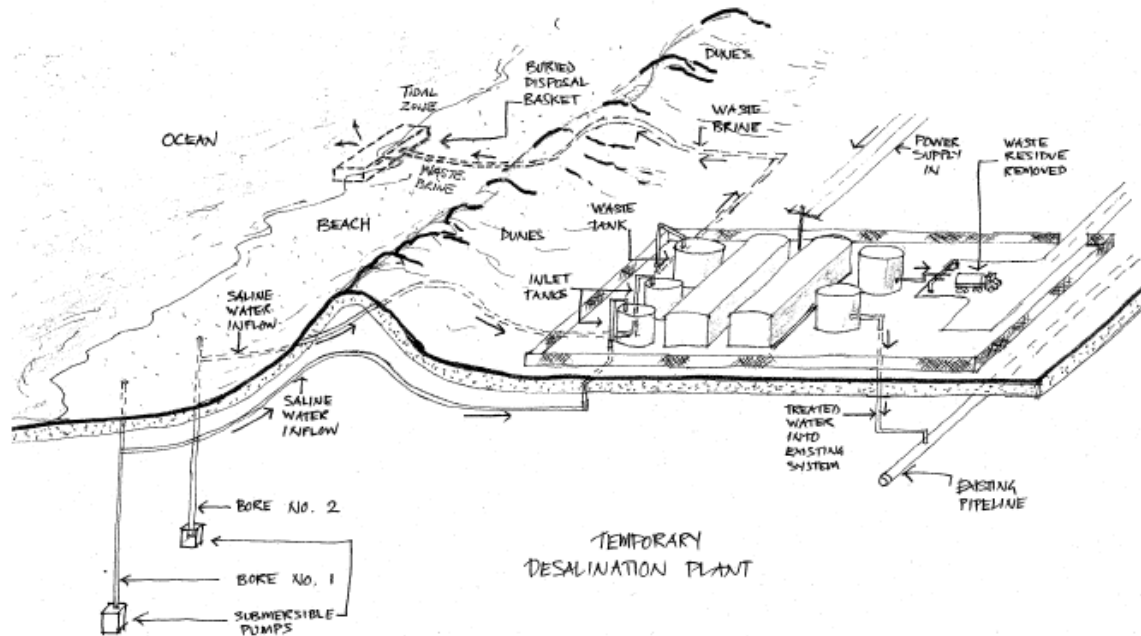 DUNES
BURIED
DISPOSAL
BASKET
TIDAL
ZONE
OCEAN
WASTE
BRINE
POWER
SUPPLY
IN
WASTE
RESIDUE
REMOVED
WASTE
BRINE
BEACH
DUNES
WASTE
TANK
INLET
TANKS
SALINE
WATER
INFLOW
SALINE
WATER
INFLOW
TREATED
WATER
INTO
EXISTING
SYSTEM
EXISTING
PIPELINE
BORE NO. 2
BORE NO. 1
SUBMERSIBLE
PUMPS
TEMPORARY
DESALINATION PLANT